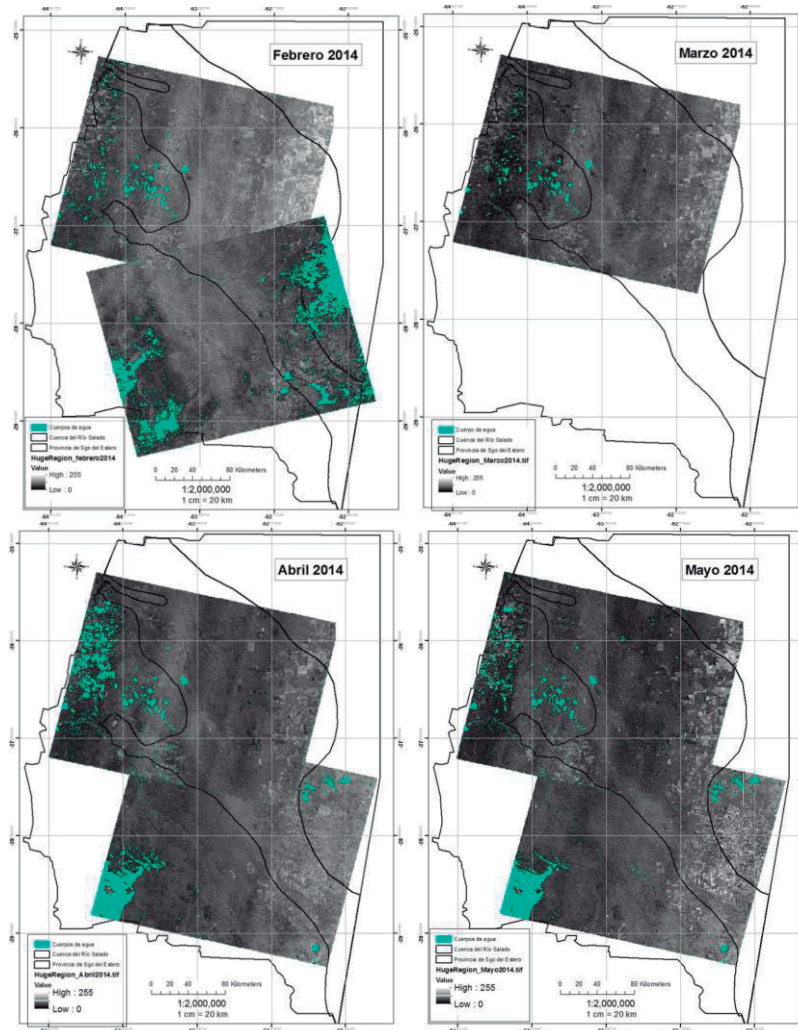 Febrero 2014
Cuerpos de agua
Cuenca del Río Salado
Provincia de Sgo del Estero
HugeRegion_febrero2014
Value
High : 255
Low : 0
0 20 40 80 Kilometers
1:2,000,000
1 cm = 20 km
Marzo 2014
Cuerpo de agua
Cuenca del Río Salado
Provincia de Sgo del Estero
HugeRegion_Marzo2014.tif
Value
High : 255
Low : 0
0 20 40 80 Kilometers
1:2,000,000
1 cm = 20 km
Abril 2014
Cuerpos de agua
Cuenca del Río Salado
Provincia de Sgo del Estero
HugeRegion_Abril2014.tif
Value
High : 255
Low : 0
0 20 40 80 Kilometers
1:2,000,000
1 cm = 20 km
Mayo 2014
Cuerpos de agua
Cuenca del Río Salado
Provincia de Sgo del Estero
HugeRegion_Mayo2014.tif
Value
High : 255
Low : 0
0 20 40 80 Kilometers
1:2,000,000
1 cm = 20 km